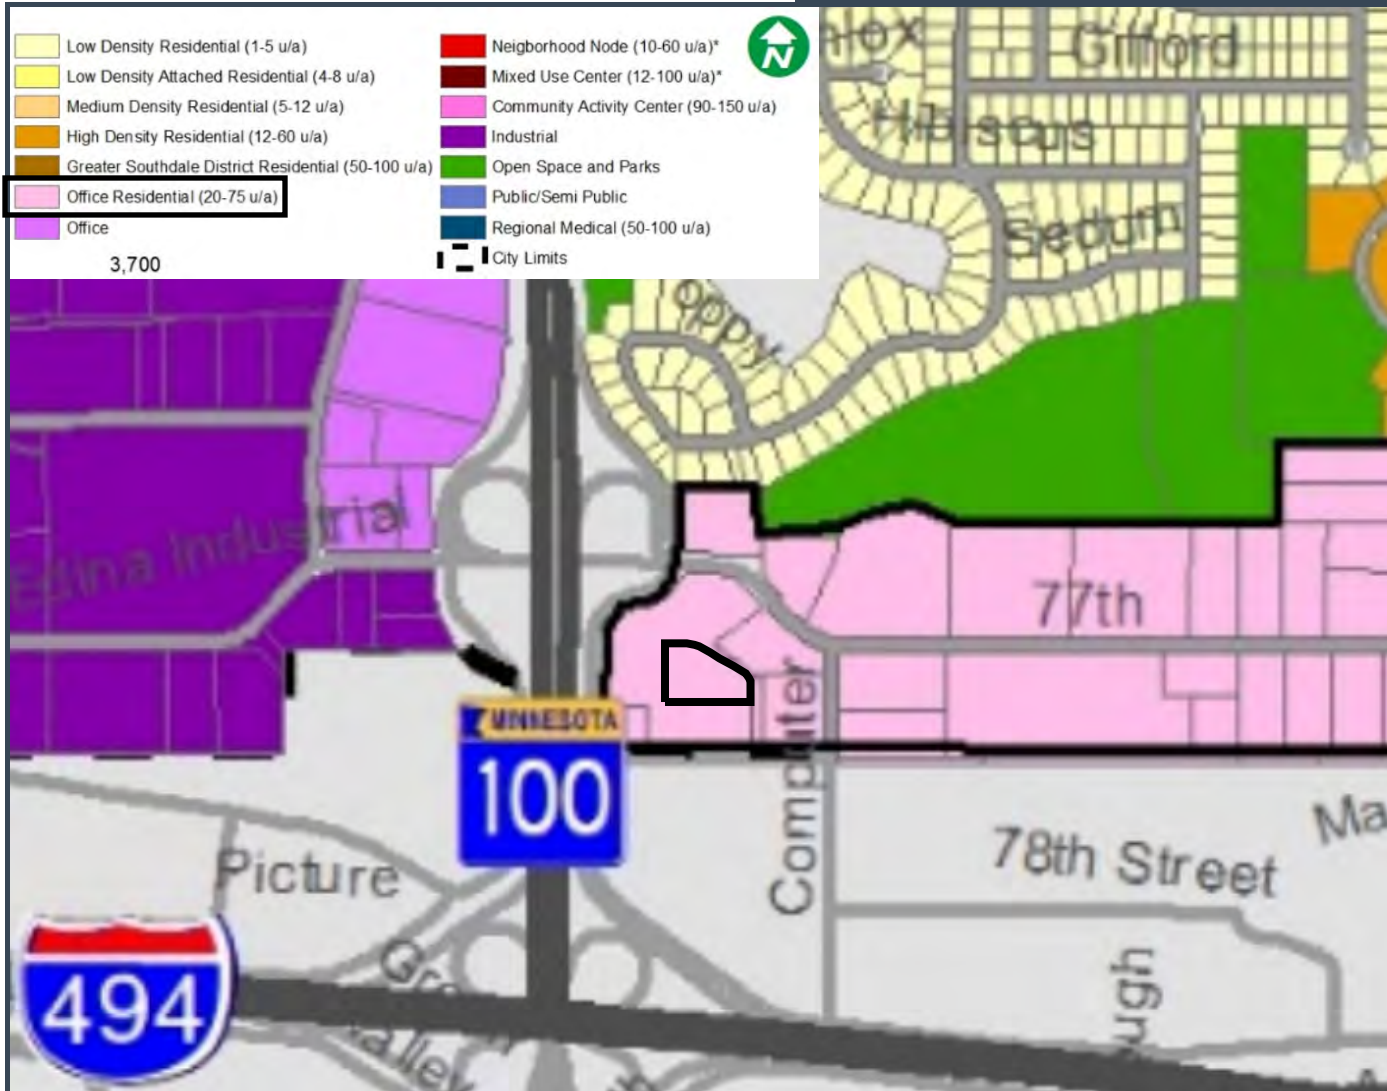 Low Density Residential (1-5 u/a)
Low Density Attached Residential (4-8 u/a)
Medium Density Residential (5-12 u/a)
High Density Residential (12-60 u/a)
Greater Southdale District Residential (50-100 u/a)
Office Residential (20-75 u/a)
Office
3,700
Neigborhood Node (10-60 u/a)*
Mixed Use Center (12-100 u/a)*
Community Activity Center (90-150 u/a)
Industrial
Open Space and Parks
Public/Semi Public
Regional Medical (50-100 u/a)
City Limits
N
Gilford
Hibiscus
Sedum
oppy
Edina Industrial
77th
MINNESOTA
100
Computer
78th Street
Picture
494